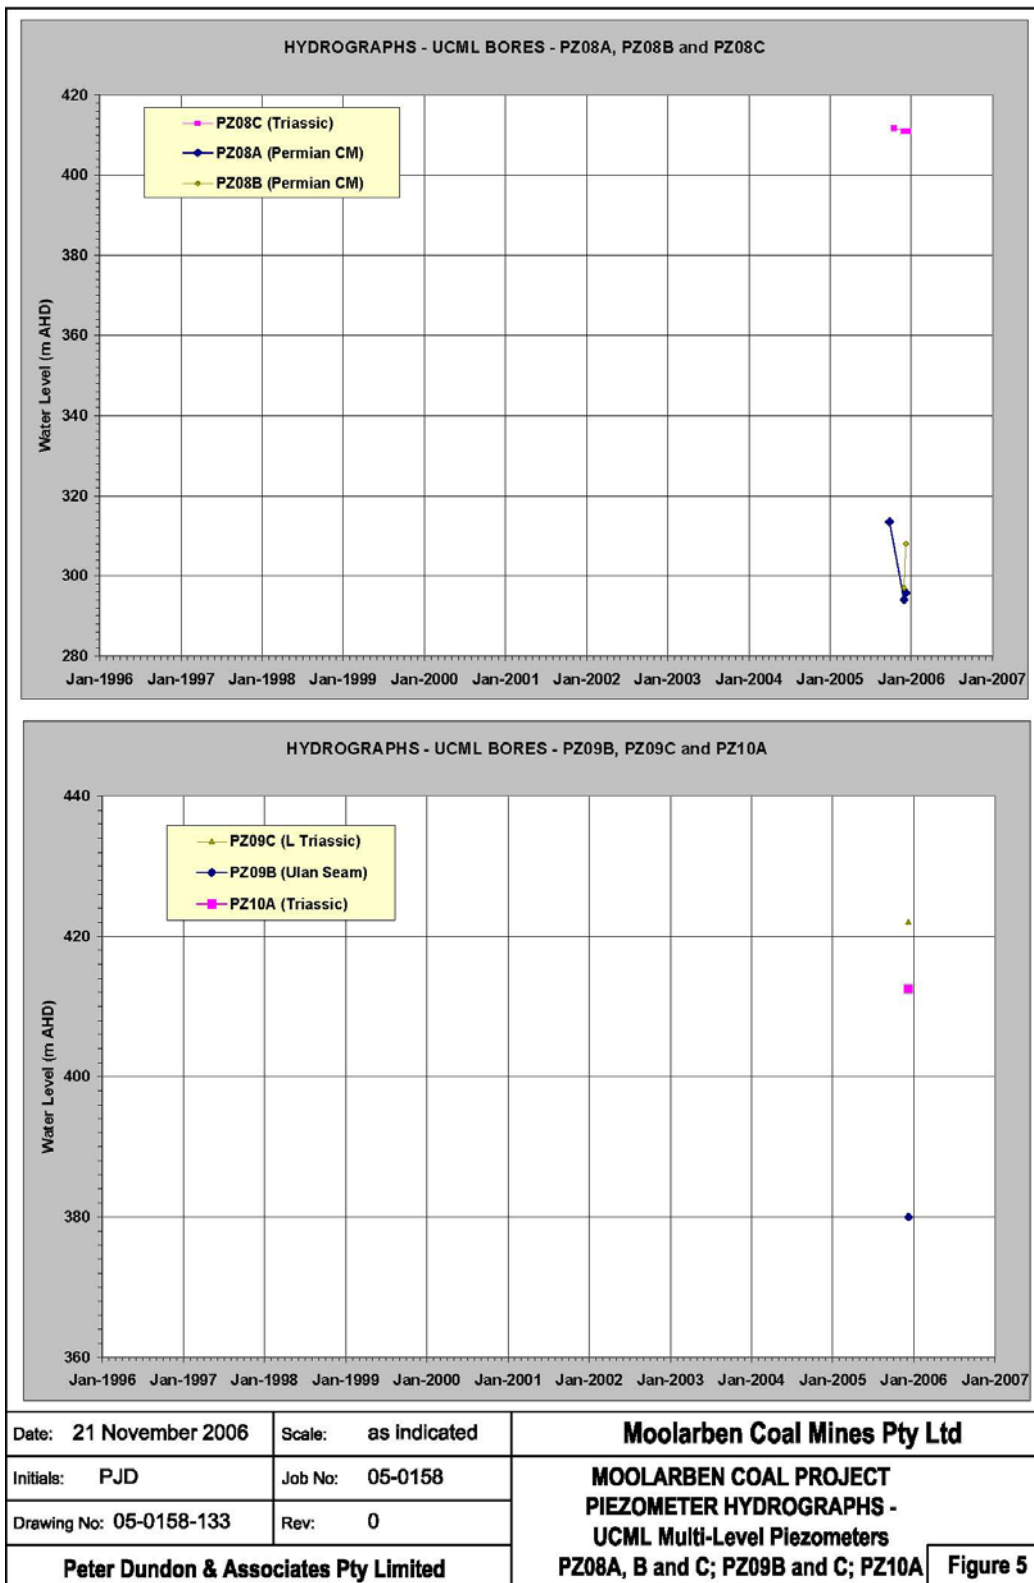 HYDROGRAPHS - UCML BORES - PZ08A, PZ08B and PZ08C
420
400
380
360
340
320
300
280
Water Level (m AHD)
PZ08C (Triassic)
PZ08A (Permian CM)
PZ08B (Permian CM)
Jan-1996 Jan-1997 Jan-1998 Jan-1999 Jan-2000 Jan-2001 Jan-2002 Jan-2003 Jan-2004 Jan-2005 Jan-2006 Jan-2007
HYDROGRAPHS - UCML BORES - PZ09B, PZ09C and PZ10A
440
420
400
380
360
Water Level (m AHD)
PZ09C (L Triassic)
PZ09B (Ulan Seam)
PZ10A (Triassic)
Jan-1996 Jan-1997 Jan-1998 Jan-1999 Jan-2000 Jan-2001 Jan-2002 Jan-2003 Jan-2004 Jan-2005 Jan-2006 Jan-2007
Date: 21 November 2006 Scale: as indicated
Initials: PJD Job No: 05-0158
Drawing No: 05-0158-133 Rev: 0
Peter Dundon & Associates Pty Limited
Moolarben Coal Mines Pty Ltd
MOOLARBEN COAL PROJECT
PIEZOMETER HYDROGRAPHS -
UCML Multi-Level Piezometers
PZ08A, B and C; PZ09B and C; PZ10A
Figure 5